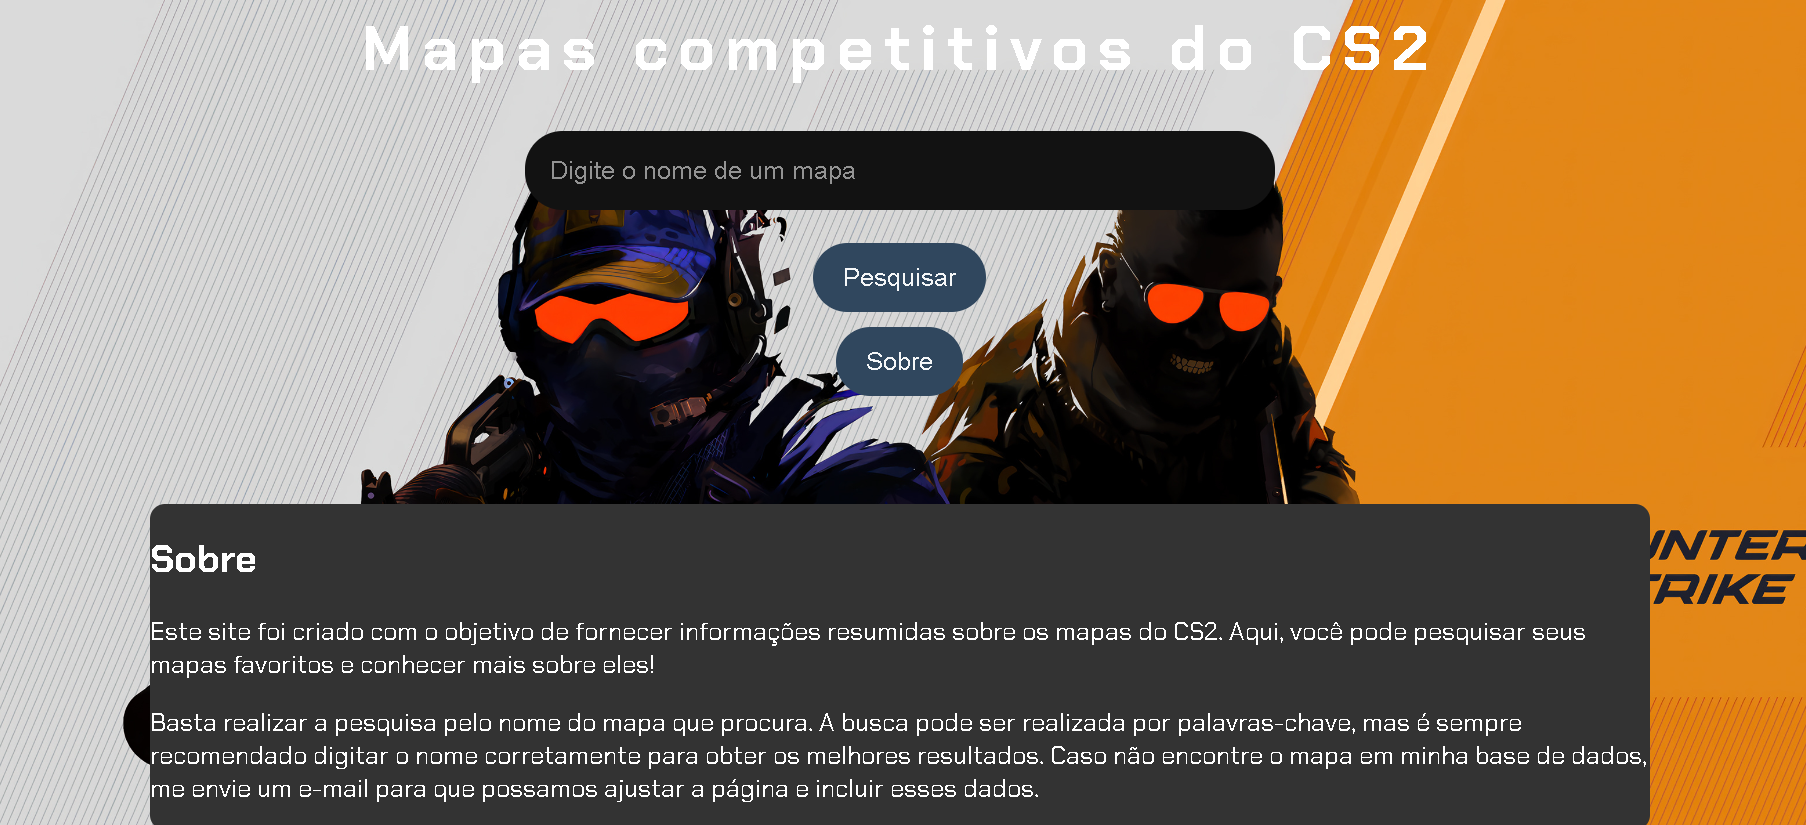 Mapas competitivos do CS2
Digite o nome de um mapa
Pesquisar
Sobre
UNTER
TRIKE
Sobre
Este site foi criado com o objetivo de fornecer informações resumidas sobre os mapas do CS2. Aqui, você pode pesquisar seus
mapas favoritos e conhecer mais sobre eles!
Basta realizar a pesquisa pelo nome do mapa que procura. A busca pode ser realizada por palavras-chave, mas é sempre
recomendado digitar o nome corretamente para obter os melhores resultados. Caso não encontre o mapa em minha base de dados,
me envie um e-mail para que possamos ajustar a página e incluir esses dados.